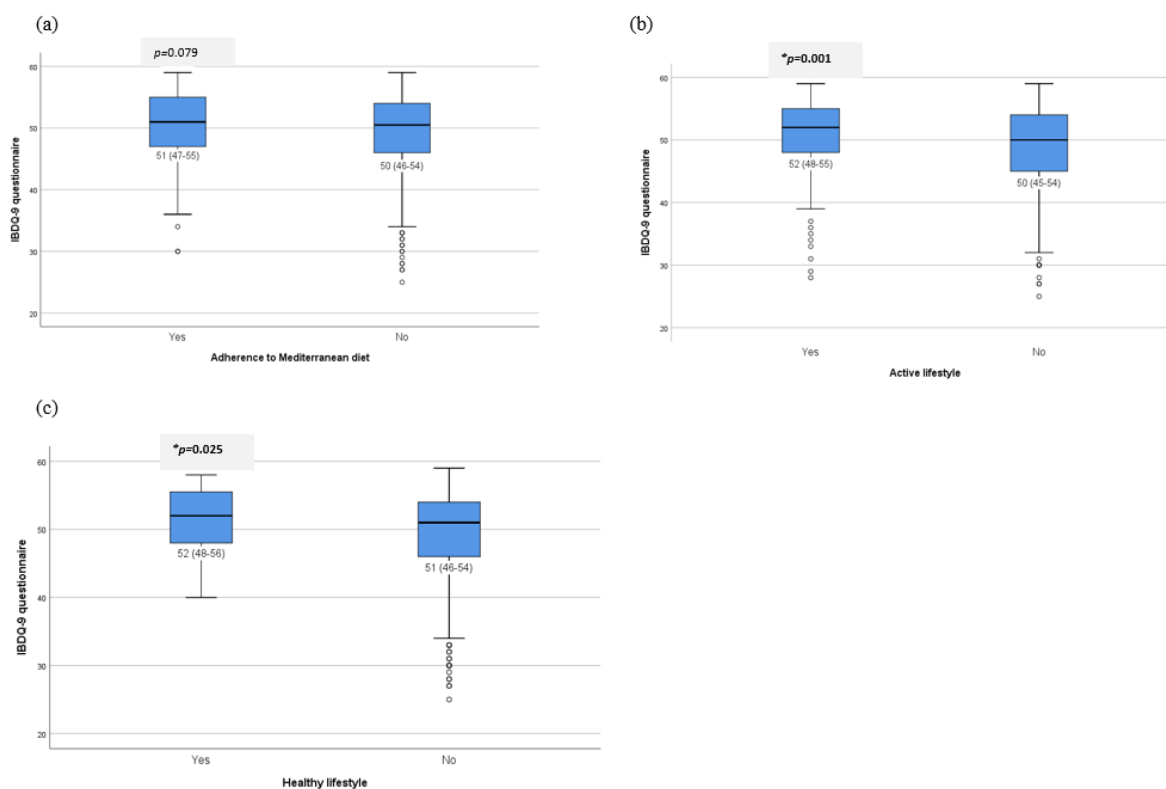 (a)
p=0.079
60
50
40
30
20
IBDQ-9 questionnaire
51 (47-55)
50 (46-54)
Yes
No
Adherence to Mediterranean diet
(b)
*p=0.001
60
50
40
30
20
IBDQ-9 questionnaire
52 (48-55)
50 (45-54)
Yes
No
Active lifestyle
(c)
*p=0.025
60
50
40
30
20
IBDQ-9 questionnaire
52 (48-56)
51 (46-54)
Yes
No
Healthy lifestyle